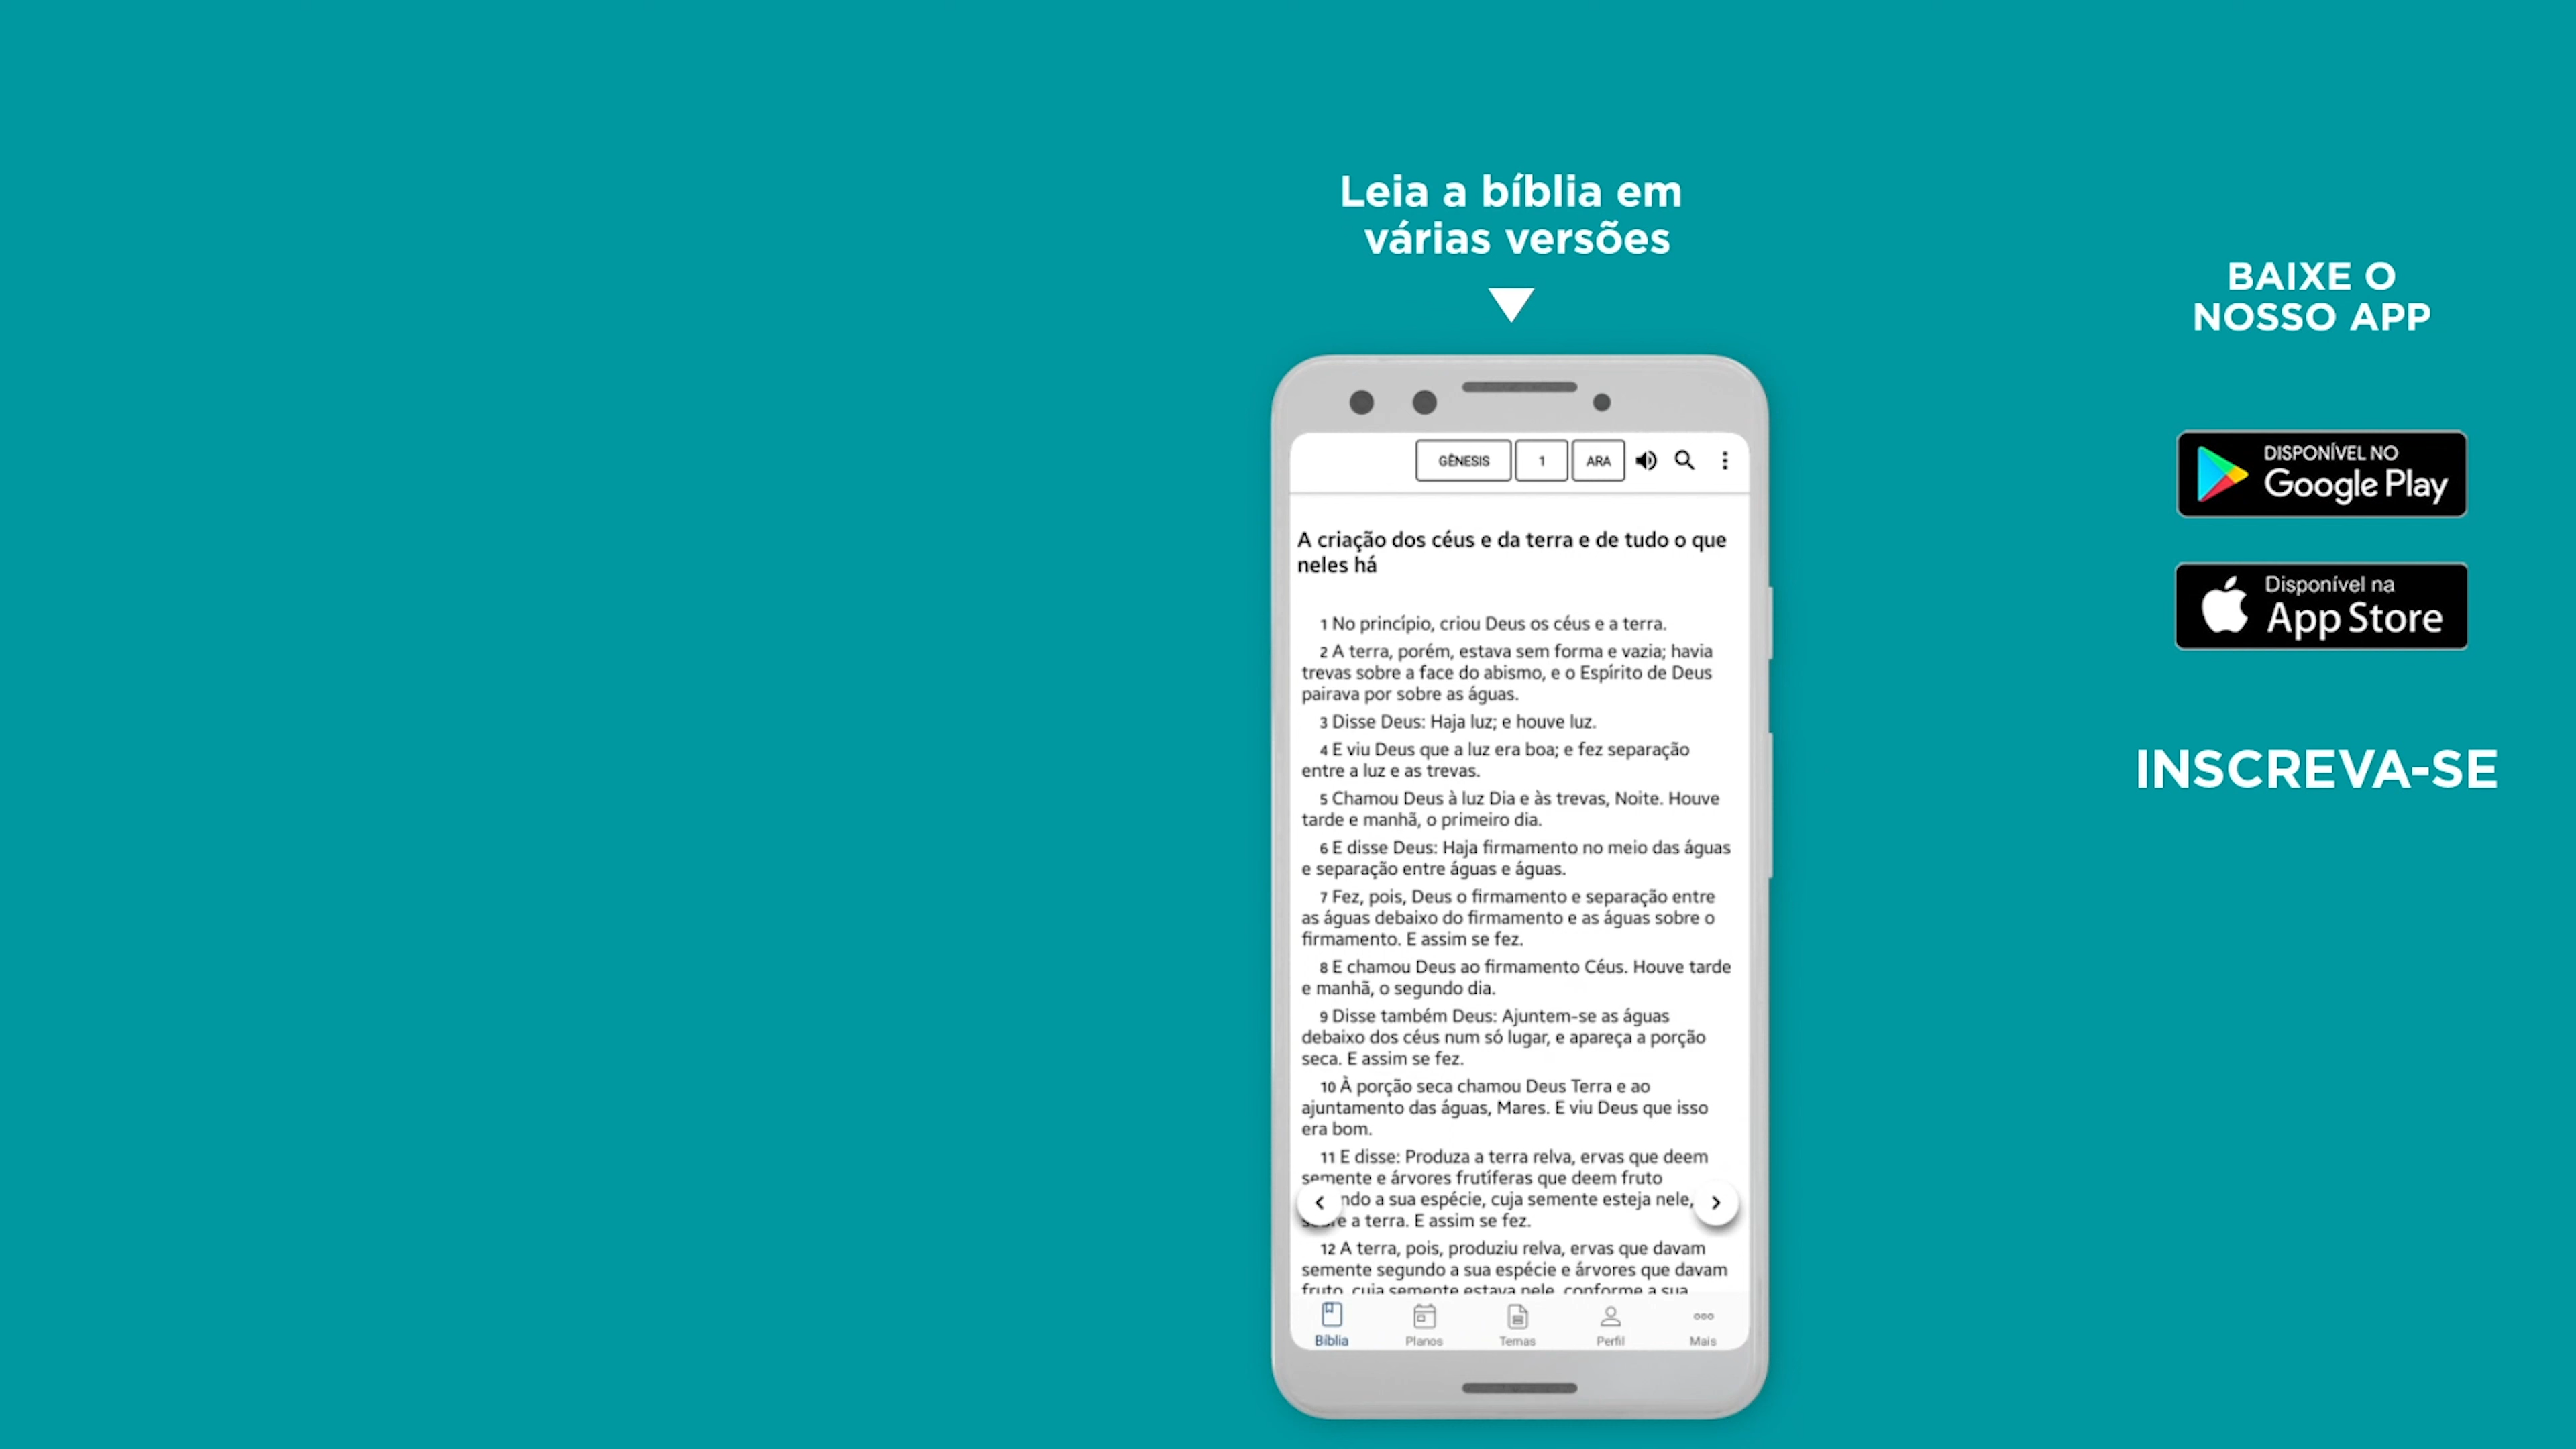 Leia a bíblia em
várias versões
BAIXE O
NOSSO APP
DISPONÍVEL NO
Google Play
Disponível na
App Store
INSCREVA-SE
GÊNESIS 1 ARA
A criação dos céus e da terra e de tudo o que
neles há
1 No princípio, criou Deus os céus e a terra.
2 A terra, porém, estava sem forma e vazia; havia
trevas sobre a face do abismo, e o Espírito de Deus
pairava por sobre as águas.
3 Disse Deus: Haja luz; e houve luz.
4 E viu Deus que a luz era boa; e fez separação
entre a luz e as trevas.
5 Chamou Deus à luz Dia e às trevas, Noite. Houve
tarde e manhã, o primeiro dia.
6 E disse Deus: Haja firmamento no meio das águas
e separação entre águas e águas.
7 Fez, pois, Deus o firmamento e separação entre
as águas debaixo do firmamento e as águas sobre o
firmamento. E assim se fez.
8 E chamou Deus ao firmamento Céus. Houve tarde
e manhã, o segundo dia.
9 Disse também Deus: Ajuntem-se as águas
debaixo dos céus num só lugar, e apareça a porção
seca. E assim se fez.
10 À porção seca chamou Deus Terra e ao
ajuntamento das águas, Mares. E viu Deus que isso
era bom.
11 E disse: Produza a terra relva, ervas que deem
semente e árvores frutíferas que deem fruto
a sua espécie, cuja semente esteja nele,
a terra. E assim se fez.
12 A terra, pois, produziu relva, ervas que davam
semente segundo a sua espécie e árvores que davam
fruto, cuja semente estava nele, conforme a sua
Bíblia Planos Temas Perfil Mais